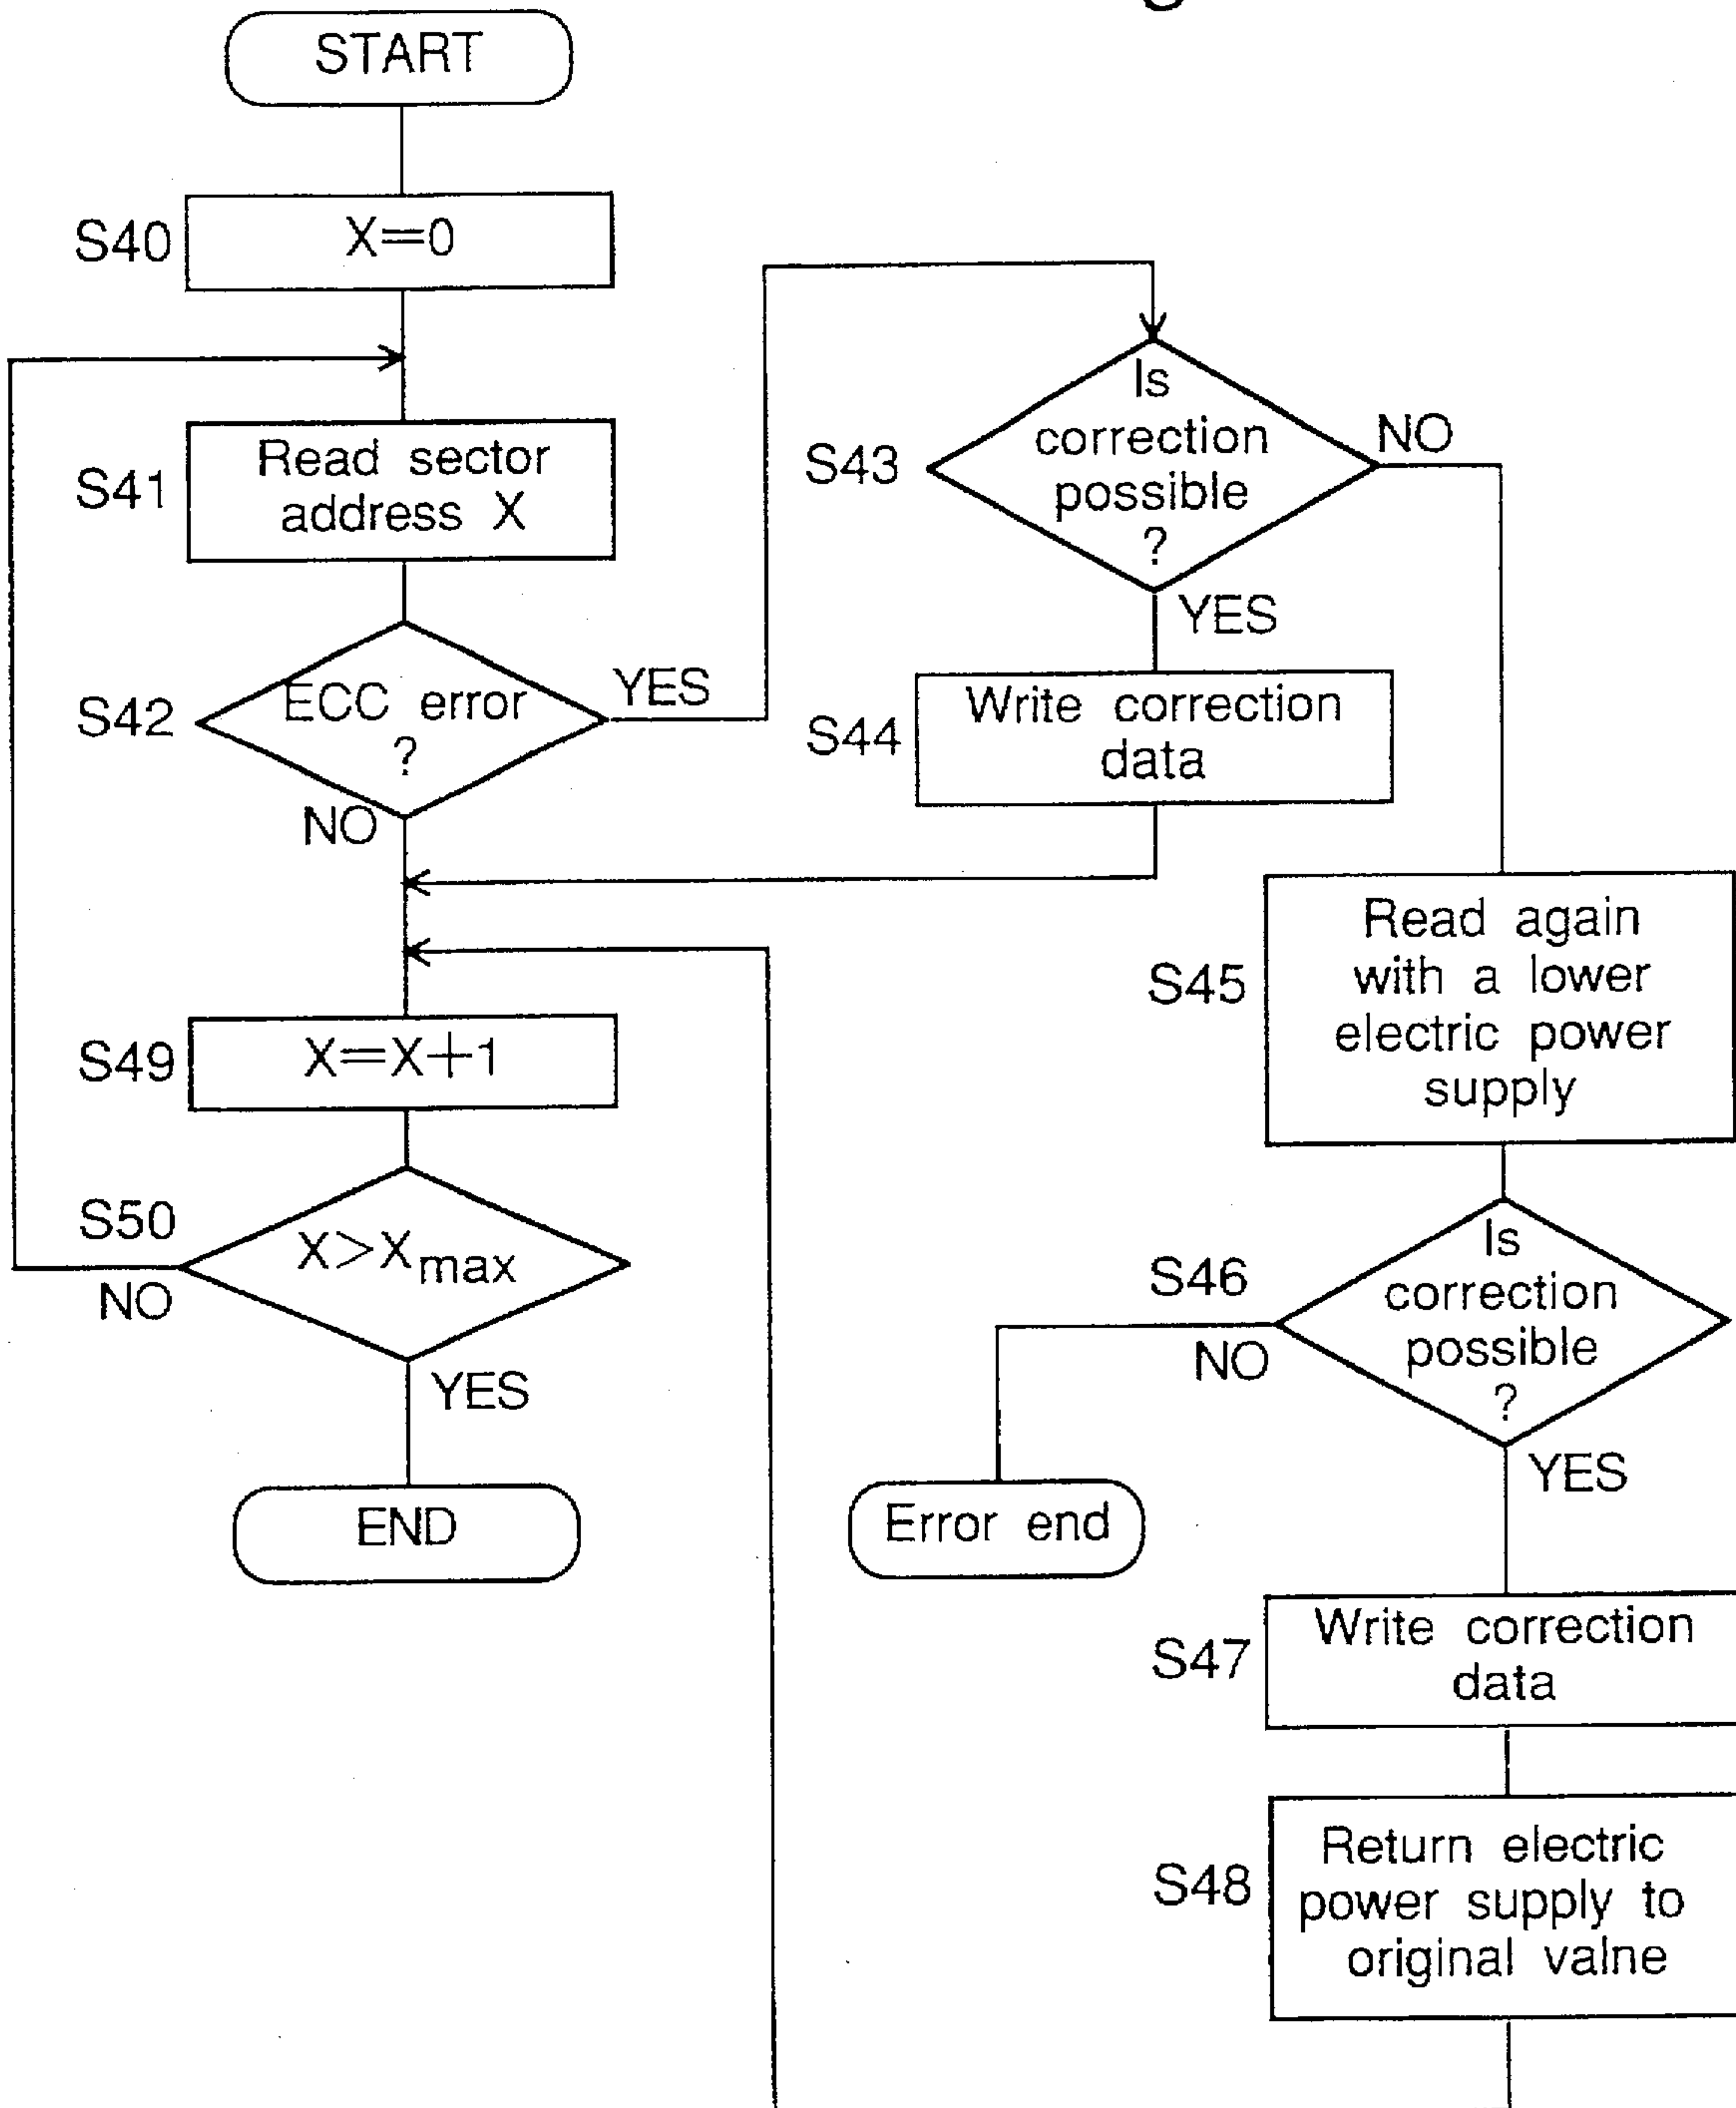 START
S40
X=0
S41
Read sector
address X
S42
ECC error
?
YES
NO
S43
Is
correction
possible
?
NO
YES
S44
Write correction
data
S45
Read again
with a lower
electric power
supply
S46
Is
correction
possible
?
NO
YES
Error end
S47
Write correction
data
S48
Return electric
power supply to
original valne
S49
X=X+1
S50
X>Xmax
NO
YES
END